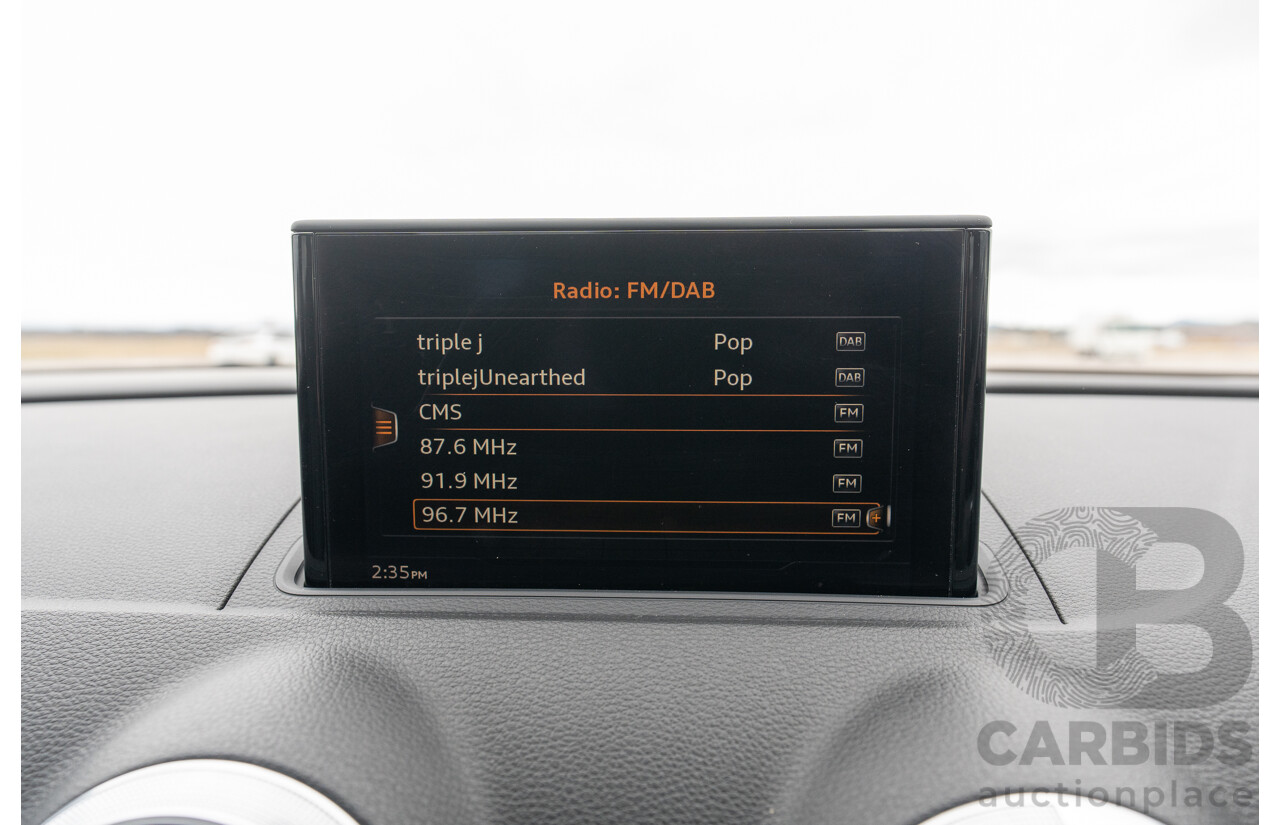 Radio: FM/DAB
triple j Pop DAB
triplejUnearthed Pop DAB
CMS FM
87.6 MHz FM
91.9 MHz FM
96.7 MHz FM +
2:35PM
CB
CARBIDS
auctionplace